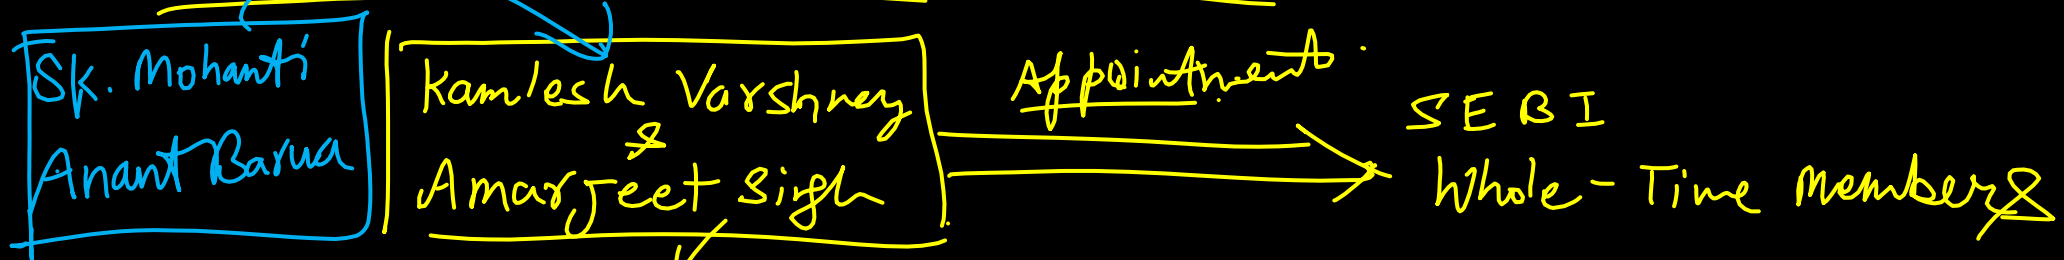 Sk. Mohanti
Anant Barua
Kamlesh Varshney
&
Amarjeet Singh
Appointment
SEBI
Whole-Time Members